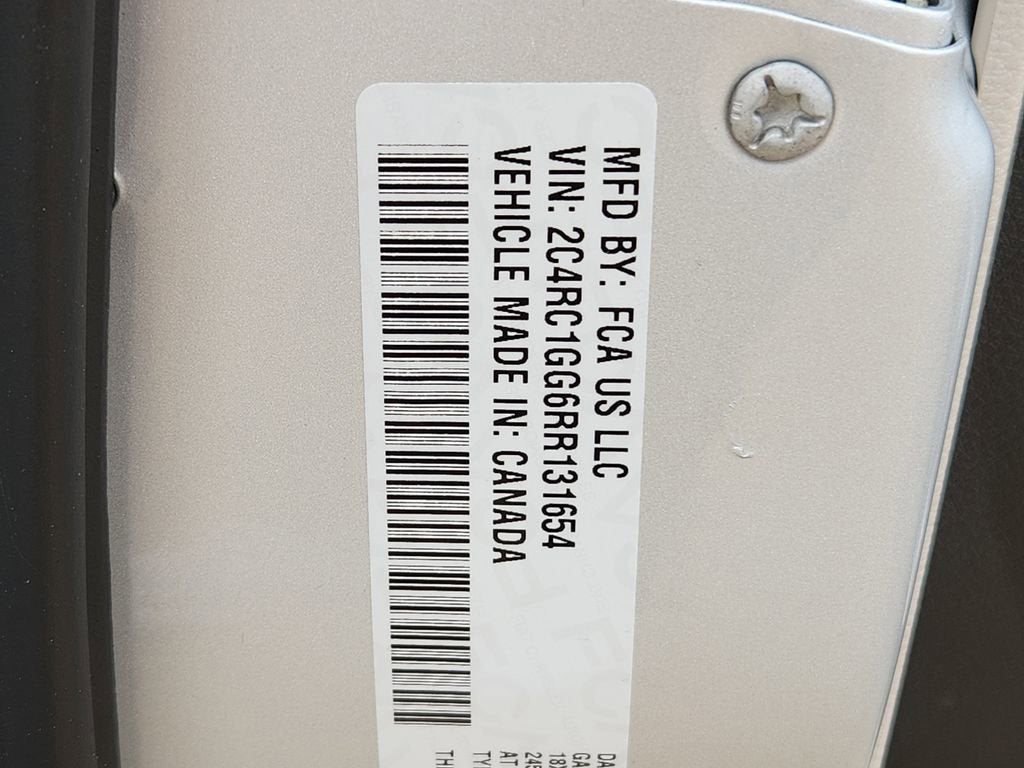 MFD BY: FCA US LLC
VIN: 2C4RC1GG6RR131654
VEHICLE MADE IN: CANADA